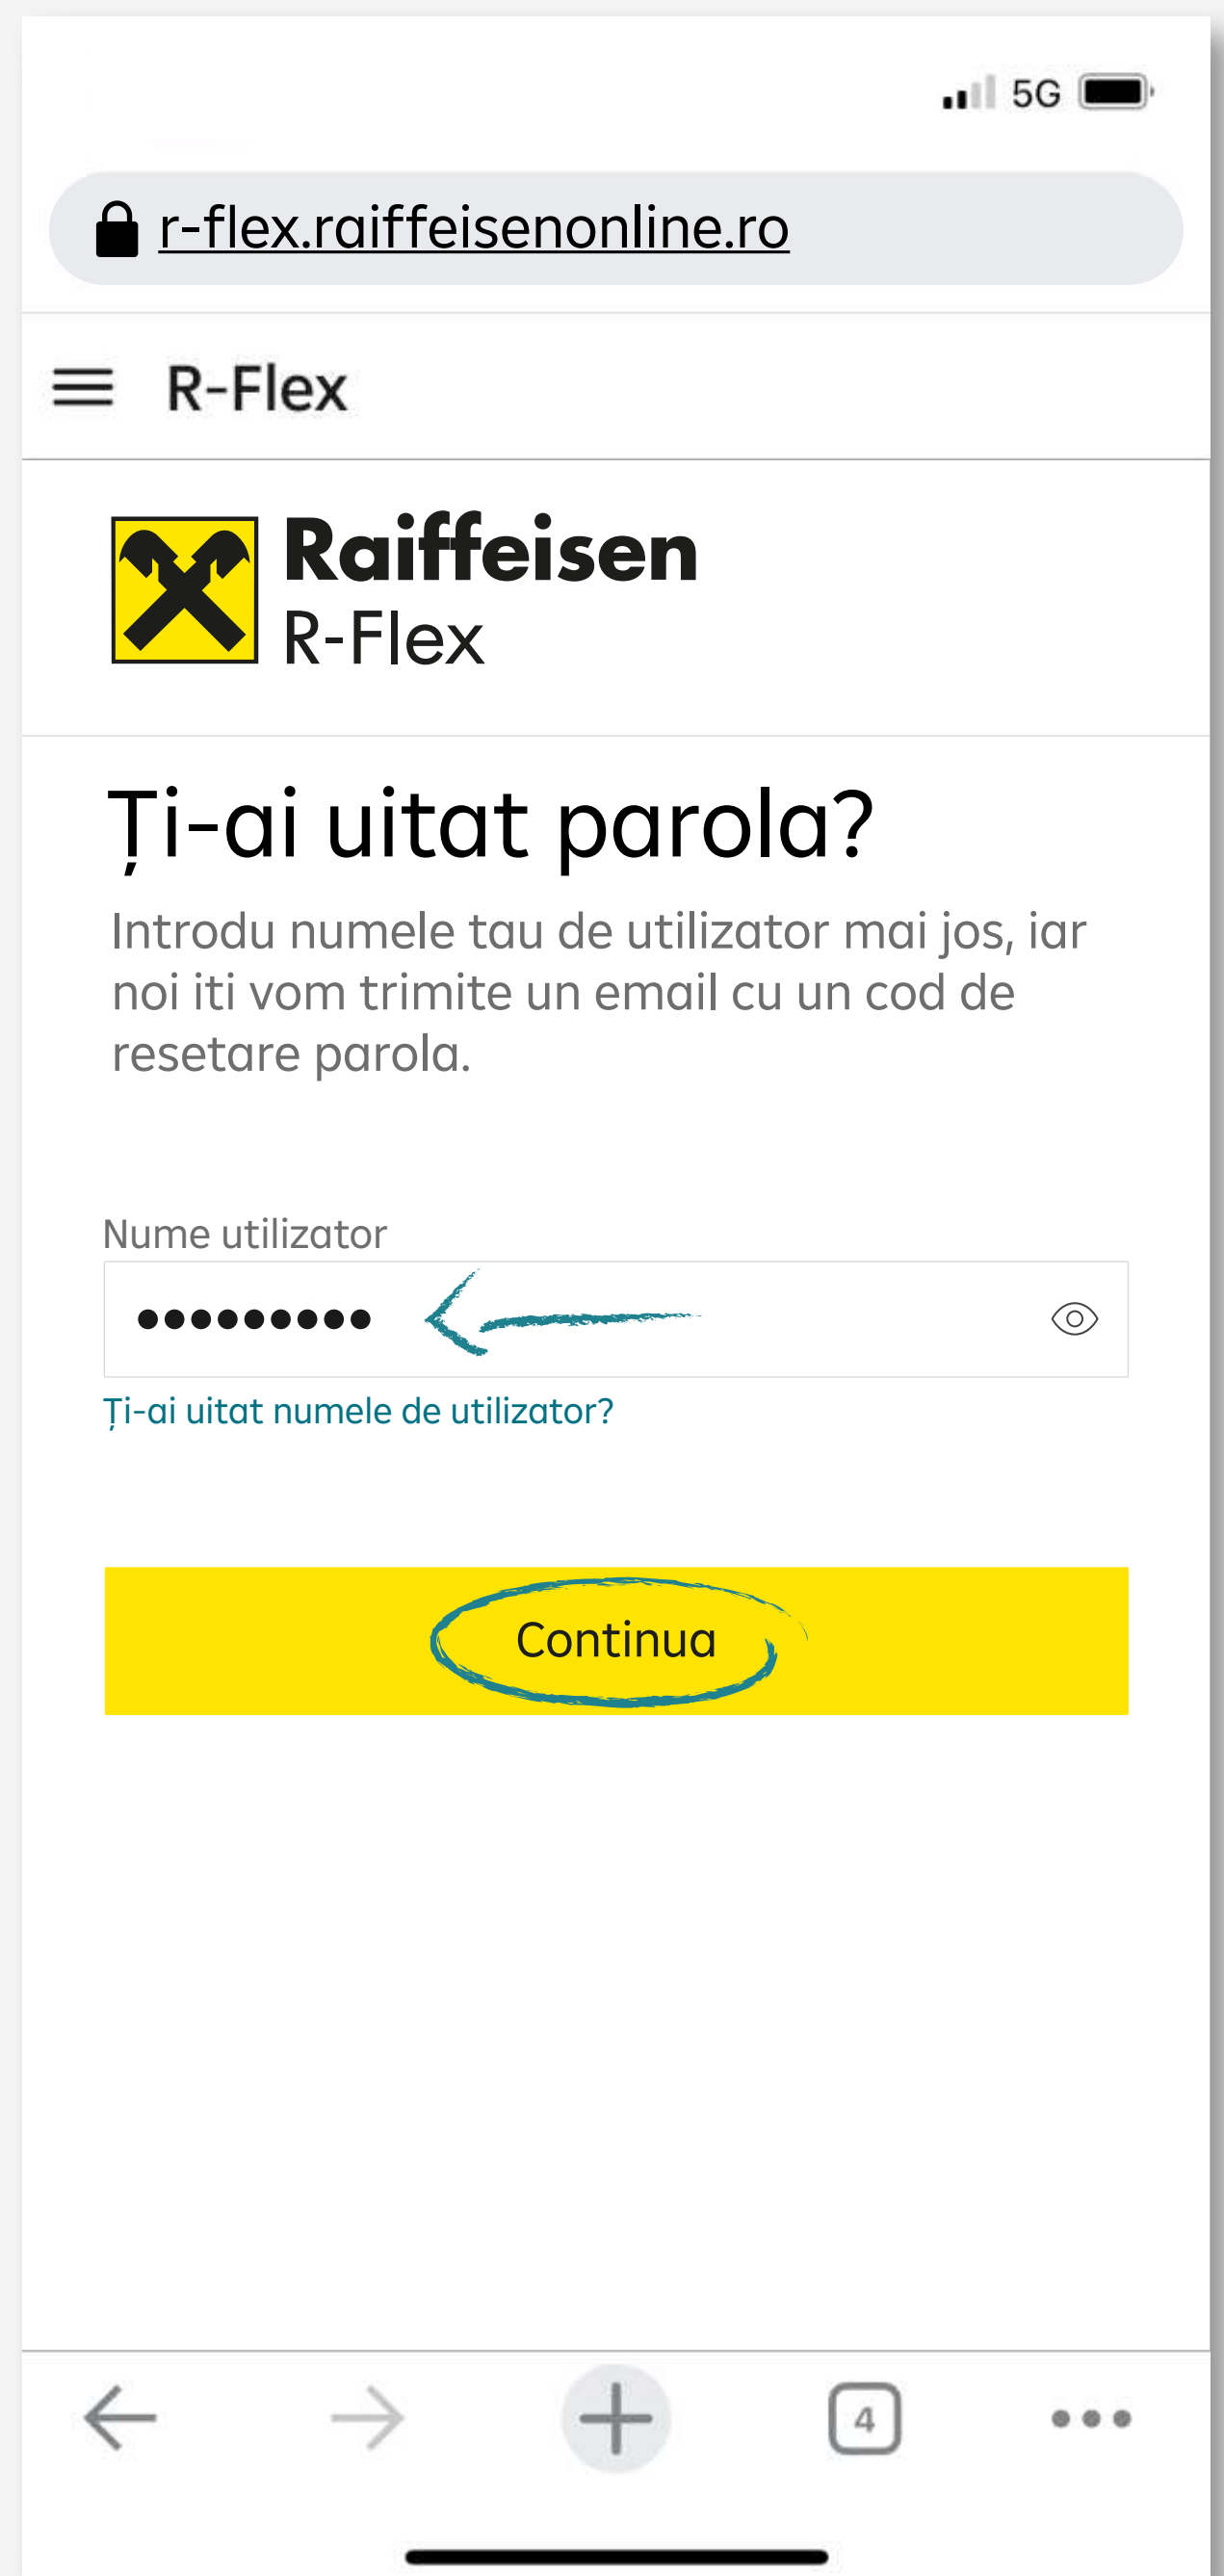 5G
r-flex.raiffeisenonline.ro
R-Flex
Raiffeisen
R-Flex
Ți-ai uitat parola?
Introdu numele tau de utilizator mai jos, iar
noi iti vom trimite un email cu un cod de
resetare parola.
Nume utilizator
Ți-ai uitat numele de utilizator?
Continua
4